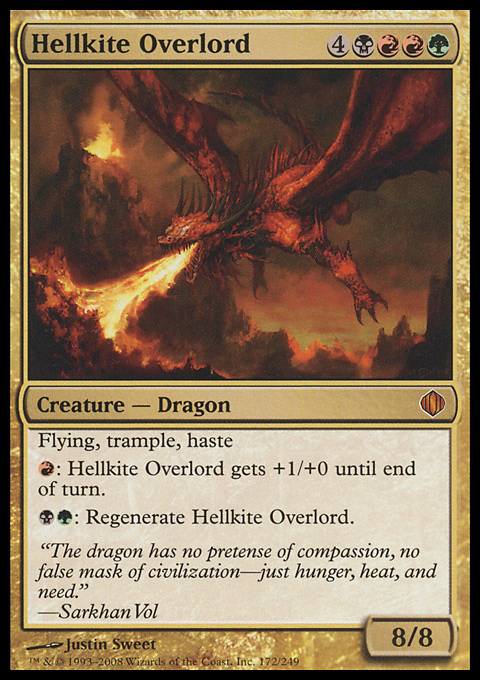 Hellkite Overlord 4
Creature — Dragon
Flying, trample, haste
: Hellkite Overlord gets +1/+0 until end
of turn.
: Regenerate Hellkite Overlord.
“The dragon has no pretense of compassion, no
false mask of civilization—just hunger, heat, and
need.”
—Sarkhan Vol
8/8
Justin Sweet
™ & © 1993-2008 Wizards of the Coast, Inc. 172/249